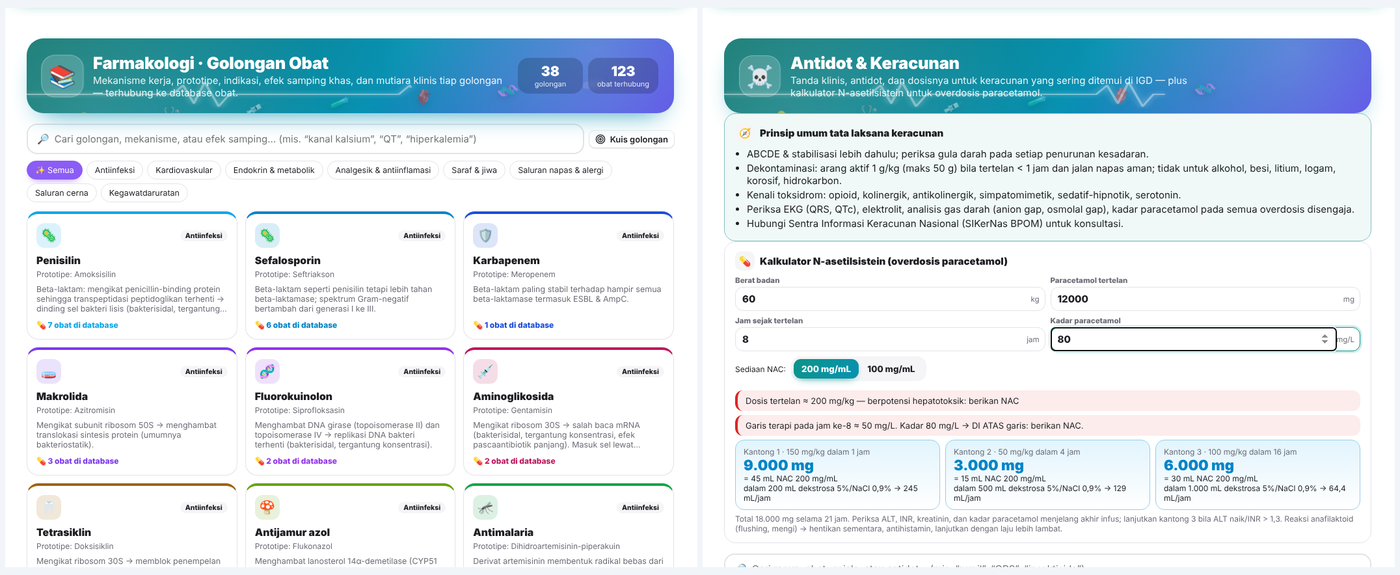 Farmakologi · Golongan Obat
Mekanisme kerja, prototipe, indikasi, efek samping khas, dan mutiara klinis tiap golongan
— terhubung ke database obat.
38
golongan
123
obat terhubung
Cari golongan, mekanisme, atau efek samping... (mis. “kanal kalsium”, “QT”, “hiperkalemia”)
Kuis golongan
Semua
Antiinfeksi
Kardiovaskular
Endokrin & metabolik
Analgesik & antiinflamasi
Saraf & jiwa
Saluran napas & alergi
Saluran cerna
Kegawatdaruratan
Antiinfeksi
Penisilin
Prototipe: Amoksisilin
Beta-laktam: mengikat penicillin-binding protein
sehingga transpeptidasi peptidoglikan terhenti →
dinding sel bakteri lisis (bakterisidal, tergantung...
7 obat di database
Antiinfeksi
Sefalosporin
Prototipe: Seftriakson
Beta-laktam seperti penisilin tetapi lebih tahan
beta-laktamase; spektrum Gram-negatif
bertambah dari generasi I ke III.
6 obat di database
Antiinfeksi
Karbapenem
Prototipe: Meropenem
Beta-laktam paling stabil terhadap hampir semua
beta-laktamase termasuk ESBL & AmpC.
1 obat di database
Antiinfeksi
Makrolida
Prototipe: Azitromisin
Mengikat subunit ribosom 50S → menghambat
translokasi sintesis protein (umumnya
bakteriostatik).
3 obat di database
Antiinfeksi
Fluorokuinolon
Prototipe: Siprofloksasin
Menghambat DNA girase (topoisomerase II) dan
topoisomerase IV → replikasi DNA bakteri
terhenti (bakterisidal, tergantung konsentrasi).
2 obat di database
Antiinfeksi
Aminoglikosida
Prototipe: Gentamisin
Mengikat ribosom 30S → salah baca mRNA
(bakterisidal, tergantung konsentrasi, efek
pascaantibiotik panjang). Masuk sel lewat...
2 obat di database
Antiinfeksi
Tetrasiklin
Prototipe: Doksisiklin
Mengikat ribosom 30S → memblok penempelan
Antiinfeksi
Antijamur azol
Prototipe: Flukonazol
Menghambat lanosterol 14α-demetilase (CYP51
Antiinfeksi
Antimalaria
Prototipe: Dihidroartemisinin-piperakuin
Derivat artemisinin membentuk radikal bebas dari
Antidot & Keracunan
Tanda klinis, antidot, dan dosisnya untuk keracunan yang sering ditemui di IGD — plus
kalkulator N-asetilsistein untuk overdosis paracetamol.
Prinsip umum tata laksana keracunan
• ABCDE & stabilisasi lebih dahulu; periksa gula darah pada setiap penurunan kesadaran.
• Dekontaminasi: arang aktif 1 g/kg (maks 50 g) bila tertelan < 1 jam dan jalan napas aman; tidak untuk alkohol, besi, litium, logam,
korosif, hidrokarbon.
• Kenali toksidrom: opioid, kolinergik, antikolinergik, simpatomimetik, sedatif-hipnotik, serotonin.
• Periksa EKG (QRS, QTc), elektrolit, analisis gas darah (anion gap, osmolal gap), kadar paracetamol pada semua overdosis disengaja.
• Hubungi Sentra Informasi Keracunan Nasional (SIKerNas BPOM) untuk konsultasi.
Kalkulator N-asetilsistein (overdosis paracetamol)
Berat badan
60 kg
Paracetamol tertelan
12000 mg
Jam sejak tertelan
8 jam
Kadar paracetamol
80 mg/L
Sediaan NAC: 200 mg/mL 100 mg/mL
Dosis tertelan ≈ 200 mg/kg — berpotensi hepatotoksik: berikan NAC
Garis terapi pada jam ke-8 ≈ 50 mg/L. Kadar 80 mg/L → DI ATAS garis: berikan NAC.
Kantong 1 · 150 mg/kg dalam 1 jam
9.000 mg
= 45 mL NAC 200 mg/mL
dalam 200 mL dekstrosa 5%/NaCl 0,9% → 245
mL/jam
Kantong 2 · 50 mg/kg dalam 4 jam
3.000 mg
= 15 mL NAC 200 mg/mL
dalam 500 mL dekstrosa 5%/NaCl 0,9% → 129
mL/jam
Kantong 3 · 100 mg/kg dalam 16 jam
6.000 mg
= 30 mL NAC 200 mg/mL
dalam 1.000 mL dekstrosa 5%/NaCl 0,9% → 64,4
mL/jam
Total 18.000 mg selama 21 jam. Periksa ALT, INR, kreatinin, dan kadar paracetamol menjelang akhir infus; lanjutkan kantong 3 bila ALT naik/INR > 1,3. Reaksi anafilaktoid
(flushing, mengi) → hentikan sementara, antihistamin, lanjutkan dengan laju lebih lambat.